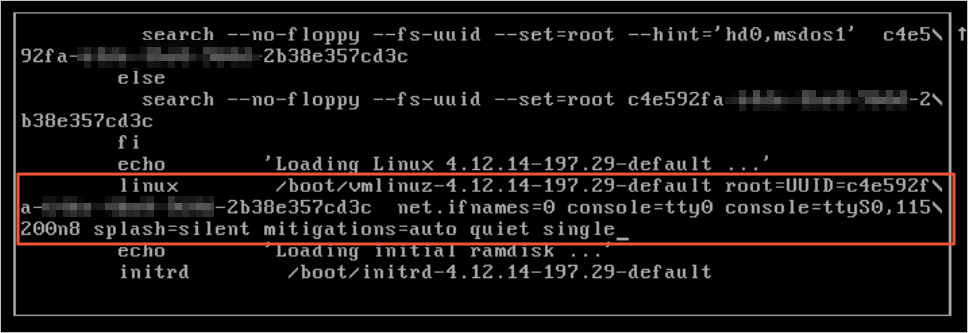 search --no-floppy --fs-uuid --set=root --hint='hd0,msdos1' c4e5\
92fa- -2b38e357cd3c
else
search --no-floppy --fs-uuid --set=root c4e592fa- -2\
b38e357cd3c
fi
echo 'Loading Linux 4.12.14-197.29-default ...'
linux /boot/vmlinuz-4.12.14-197.29-default root=UUID=c4e592f\
a- -2b38e357cd3c net.ifnames=0 console=tty0 console=ttyS0,115\
200n8 splash=silent mitigations=auto quiet single_
echo 'Loading initial ramdisk ...'
initrd /boot/initrd-4.12.14-197.29-default